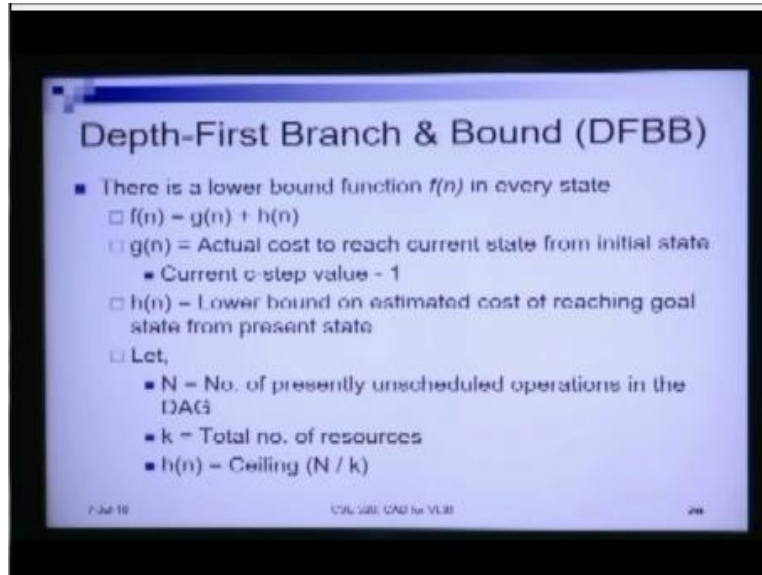 Depth-First Branch & Bound (DFBB)
There is a lower bound function f(n) in every state
f(n) = g(n) + h(n)
g(n) = Actual cost to reach current state from initial state
Current c-step value - 1
h(n) = Lower bound on estimated cost of reaching goal
state from present state
Let,
N = No. of presently unscheduled operations in the
DAG
k = Total no. of resources
h(n) = Ceiling (N / k)
CAD for VLSI